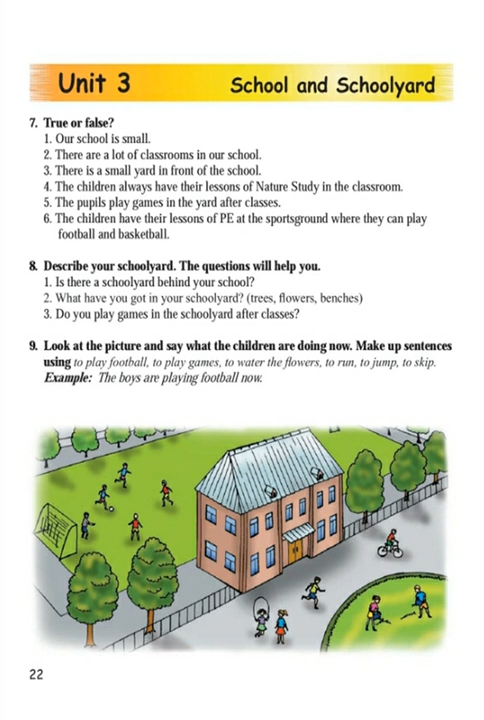 Unit 3 School and Schoolyard
7. True or false?
1. Our school is small.
2. There are a lot of classrooms in our school.
3. There is a small yard in front of the school.
4. The children always have their lessons of Nature Study in the classroom.
5. The pupils play games in the yard after classes.
6. The children have their lessons of PE at the sportsground where they can play
football and basketball.
8. Describe your schoolyard. The questions will help you.
1. Is there a schoolyard behind your school?
2. What have you got in your schoolyard? (trees, flowers, benches)
3. Do you play games in the schoolyard after classes?
9. Look at the picture and say what the children are doing now. Make up sentences
using to play football, to play games, to water the flowers, to run, to jump, to skip.
Example: The boys are playing football now.
22